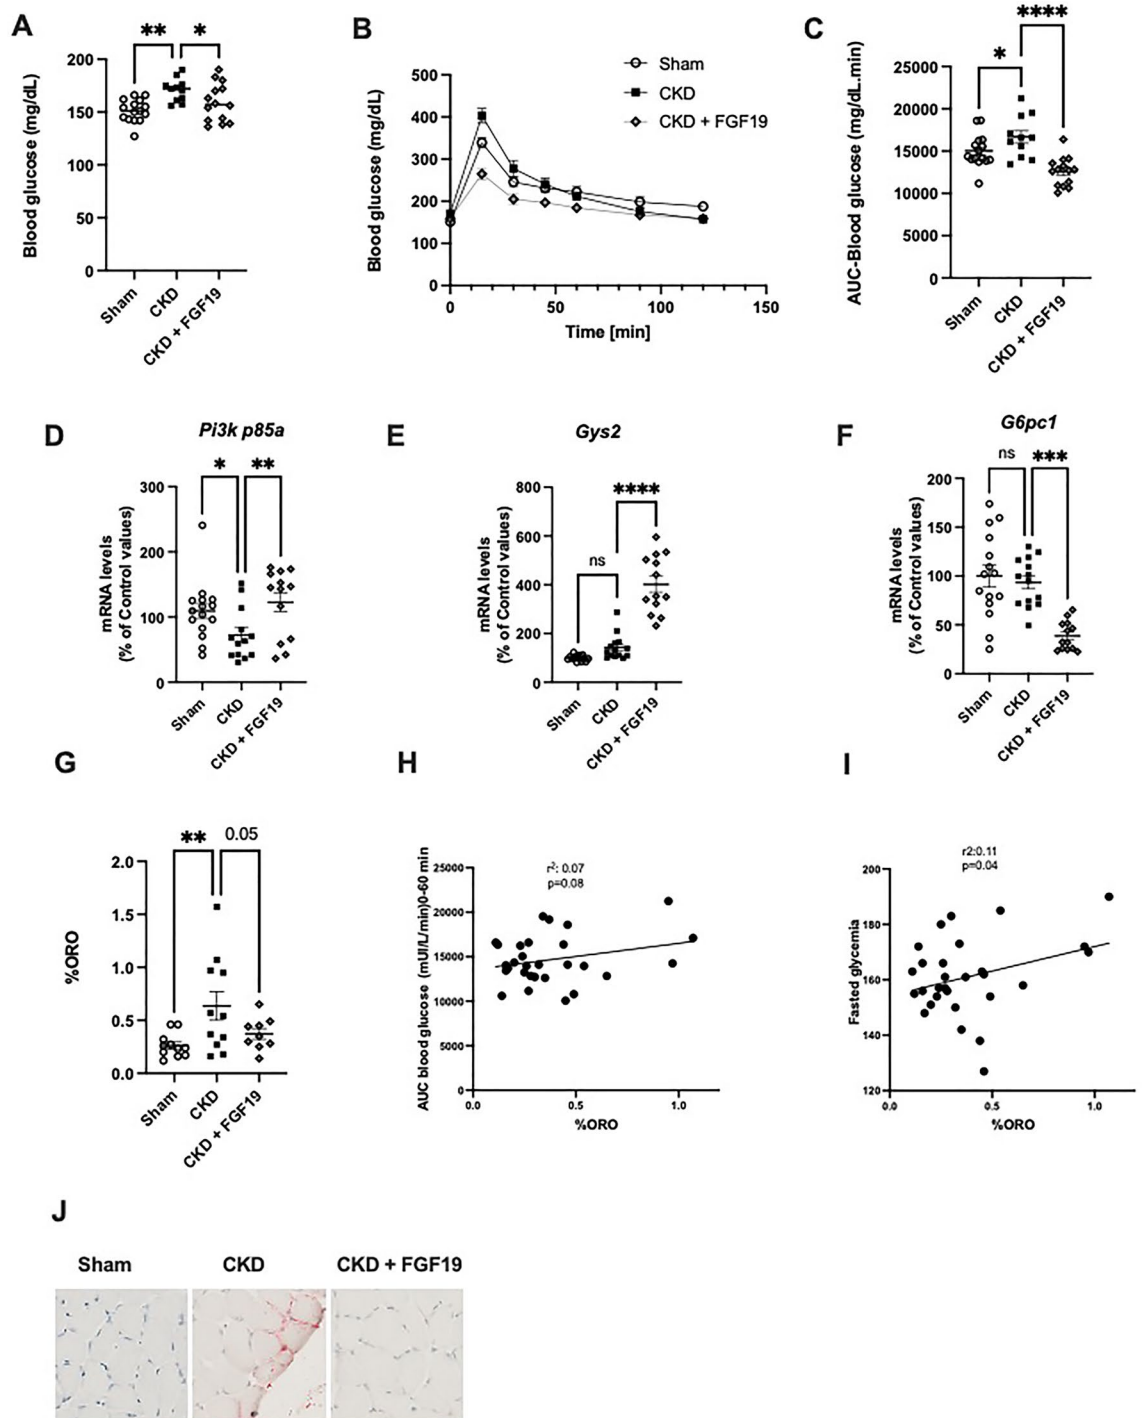 A
** *
Blood glucose (mg/dL)
200
150
100
50
0
Sham
CKD
CKD + FGF19
B
Sham
CKD
CKD + FGF19
Blood glucose (mg/dL)
500
400
300
200
100
0
0 50 100 150
Time [min]
C
****
*
AUC-Blood glucose (mg/dL.min)
25000
20000
15000
10000
5000
0
Sham
CKD
CKD + FGF19
D
Pi3k p85a
* **
mRNA levels
(% of Control values)
300
200
100
0
Sham
CKD
CKD + FGF19
E
Gys2
****
ns
mRNA levels
(% of Control values)
800
600
400
200
0
Sham
CKD
CKD + FGF19
F
G6pc1
ns ***
mRNA levels
(% of Control values)
200
150
100
50
0
Sham
CKD
CKD + FGF19
G
** 0.05
%ORO
2.0
1.5
1.0
0.5
0.0
Sham
CKD
CKD + FGF19
H
r²: 0.07
p=0.08
AUC blood glucose (mUI/L/min)0-60 min
25000
20000
15000
10000
5000
0
0.0 0.5 1.0
%ORO
I
r2:0.11
p=0.04
Fasted glycemia
200
180
160
140
120
0.0 0.5 1.0
%ORO
J
Sham CKD CKD + FGF19